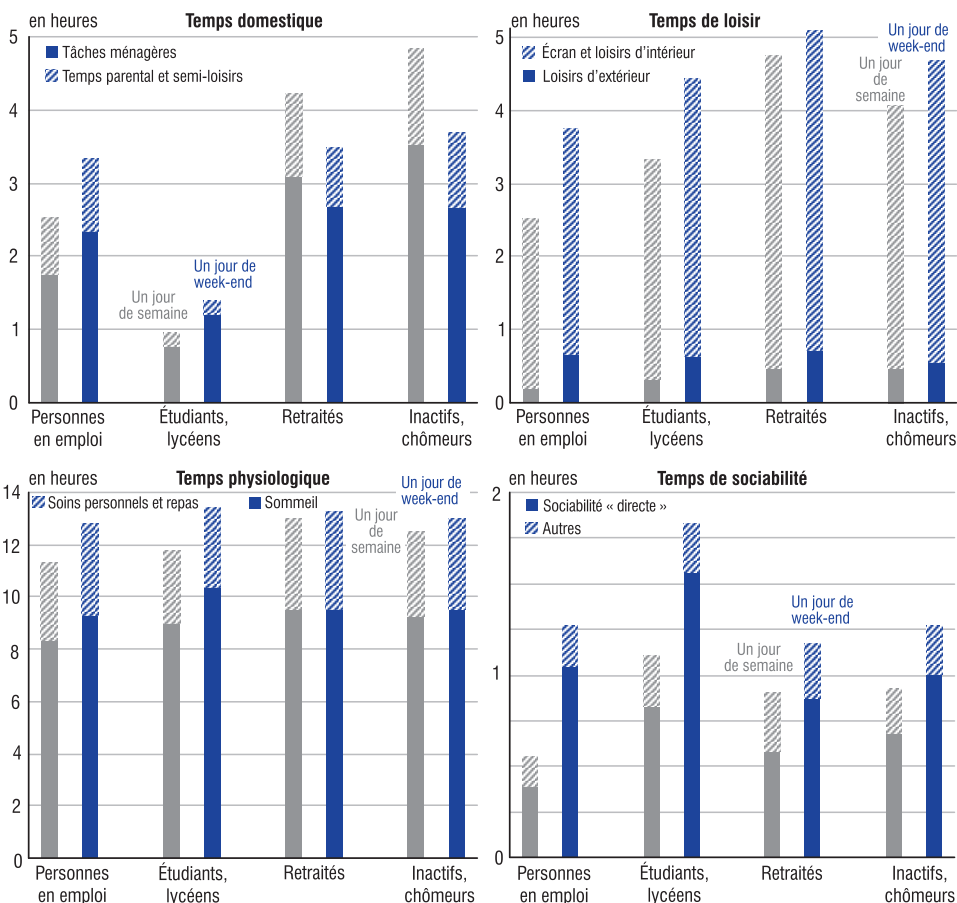 en heures
Temps domestique
5
4
3
2
1
0
Tâches ménagères
Temps parental et semi-loisirs
Un jour
de semaine
Un jour de
week-end
Personnes
en emploi
Étudiants,
lycéens
Retraités
Inactifs,
chômeurs
en heures
Temps de loisir
5
4
3
2
1
0
Écran et loisirs d’intérieur
Loisirs d’extérieur
Un jour
de
semaine
Un jour de
week-end
Personnes
en emploi
Étudiants,
lycéens
Retraités
Inactifs,
chômeurs
en heures
Temps physiologique
14
12
10
8
6
4
2
0
Soins personnels et repas
Sommeil
Un jour
de
semaine
Un jour de
week-end
Personnes
en emploi
Étudiants,
lycéens
Retraités
Inactifs,
chômeurs
en heures
Temps de sociabilité
2
1
0
Sociabilité « directe »
Autres
Un jour
de semaine
Un jour de
week-end
Personnes
en emploi
Étudiants,
lycéens
Retraités
Inactifs,
chômeurs